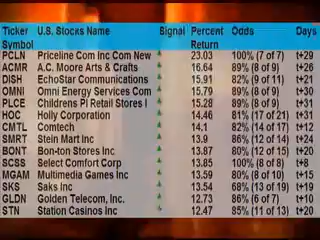 Ticker Symbol U.S. Stocks Name Signal Percent Return Odds Days
PCLN Priceline Com Inc Com New 23.03 100% (7 of 7) t+29
ACMR A.C. Moore Arts & Crafts 16.64 89% (8 of 9) t+26
DISH EchoStar Communications 15.91 82% (9 of 11) t+21
OMNI Omni Energy Services Com 15.79 89% (8 of 9) t+30
PLCE Childrens Pl Retail Stores I 15.28 89% (8 of 9) t+31
HOC Holly Corporation 14.46 81% (17 of 21) t+31
CMTL Comtech 14.1 82% (14 of 17) t+12
SMRT Stein Mart Inc 13.9 86% (12 of 14) t+24
BONT Bon-ton Stores Inc 13.87 80% (12 of 15) t+20
SCSS Select Comfort Corp 13.85 100% (8 of 8) t+8
MGAM Multimedia Games Inc 13.59 80% (8 of 10) t+15
SKS Saks Inc 13.54 68% (13 of 19) t+19
GLDN Golden Telecom, Inc. 12.73 86% (6 of 7) t+10
STN Station Casinos Inc 12.47 85% (11 of 13) t+20